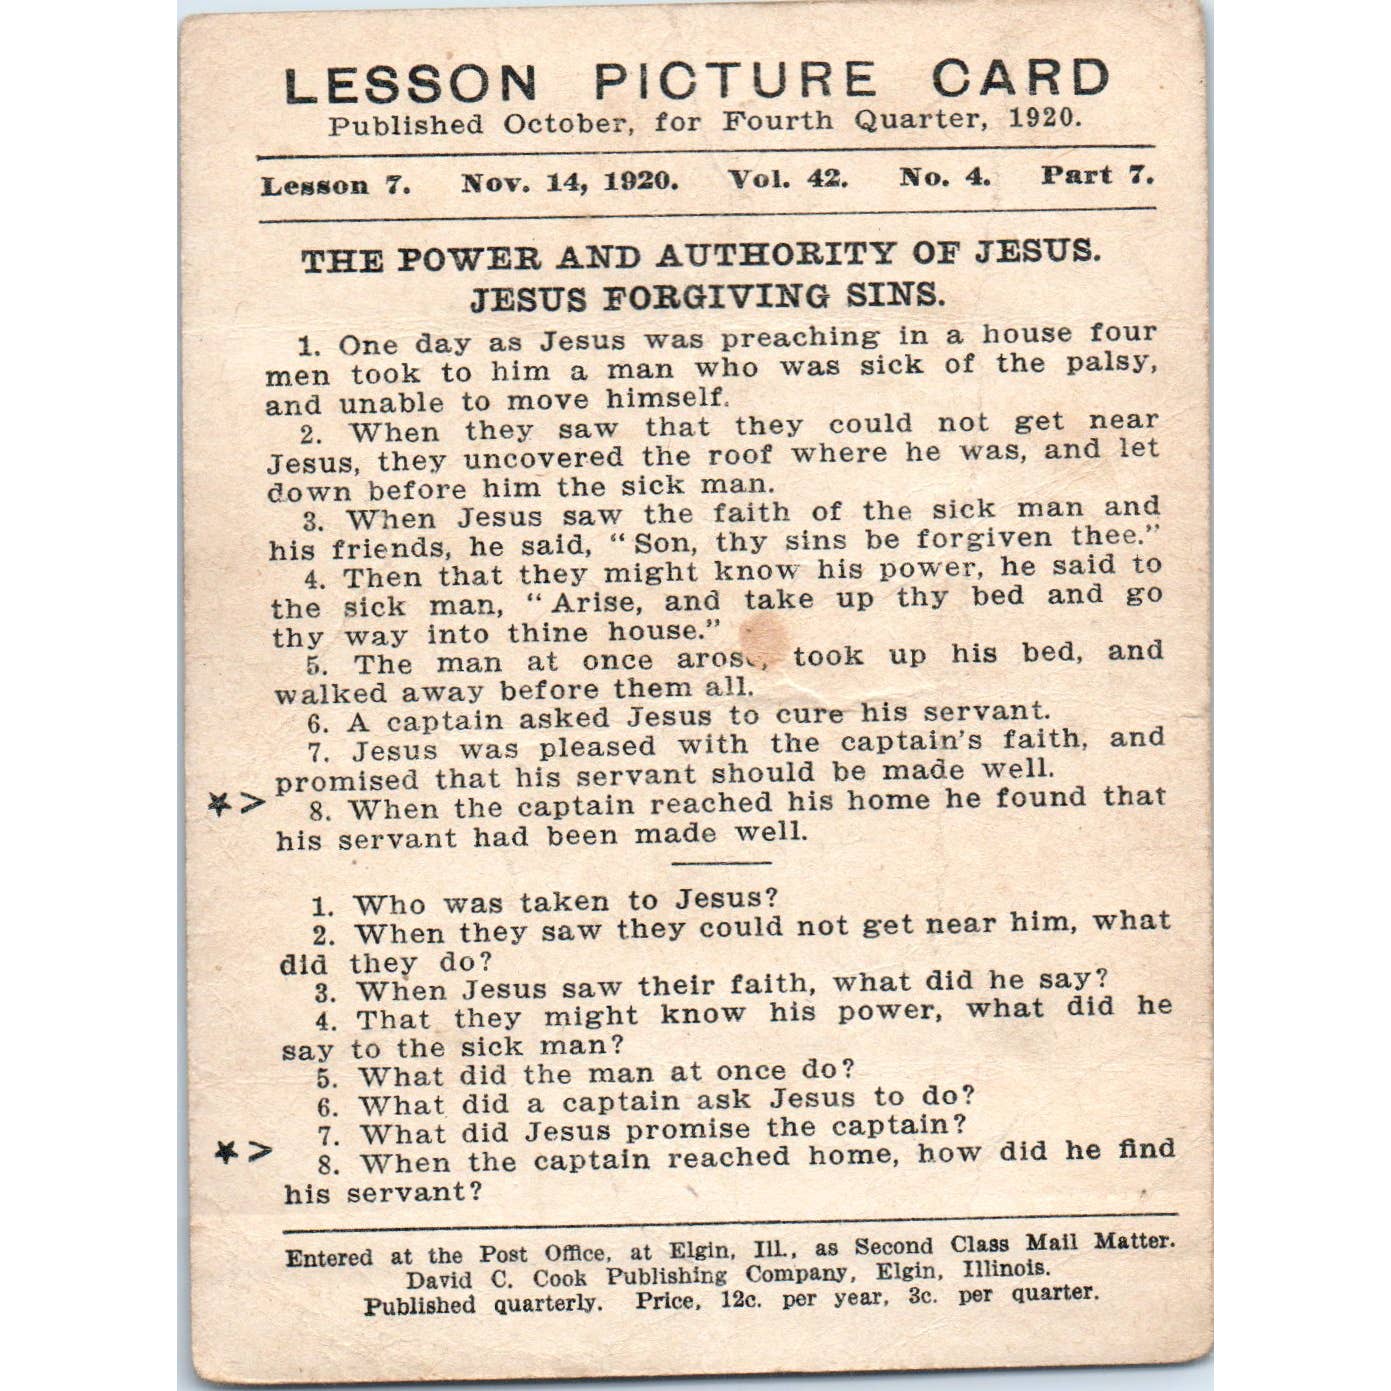 LESSON PICTURE CARD
Published October, for Fourth Quarter, 1920.
Lesson 7. Nov. 14, 1920. Vol. 42. No. 4. Part 7.
THE POWER AND AUTHORITY OF JESUS.
JESUS FORGIVING SINS.
1. One day as Jesus was preaching in a house four
men took to him a man who was sick of the palsy,
and unable to move himself.
2. When they saw that they could not get near
Jesus, they uncovered the roof where he was, and let
down before him the sick man.
3. When Jesus saw the faith of the sick man and
his friends, he said, "Son, thy sins be forgiven thee."
4. Then that they might know his power, he said to
the sick man, "Arise, and take up thy bed and go
thy way into thine house."
5. The man at once arose, took up his bed, and
walked away before them all.
6. A captain asked Jesus to cure his servant.
7. Jesus was pleased with the captain's faith, and
promised that his servant should be made well.
★> 8. When the captain reached his home he found that
his servant had been made well.
1. Who was taken to Jesus?
2. When they saw they could not get near him, what
did they do?
3. When Jesus saw their faith, what did he say?
4. That they might know his power, what did he
say to the sick man?
5. What did the man at once do?
6. What did a captain ask Jesus to do?
7. What did Jesus promise the captain?
★> 8. When the captain reached home, how did he find
his servant?
Entered at the Post Office, at Elgin, Ill., as Second Class Mail Matter.
David C. Cook Publishing Company, Elgin, Illinois.
Published quarterly. Price, 12c. per year, 3c. per quarter.